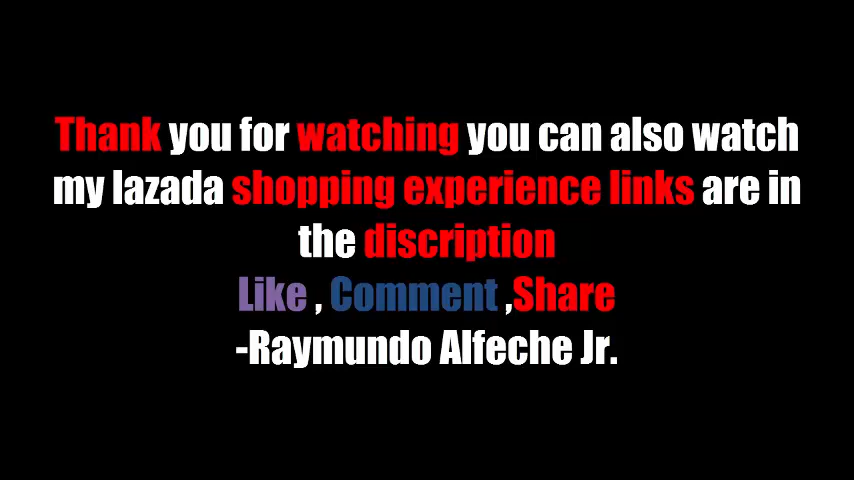 Thank you for watching you can also watch
my lazada shopping experience links are in
the discription
Like , Comment ,Share
-Raymundo Alfeche Jr.